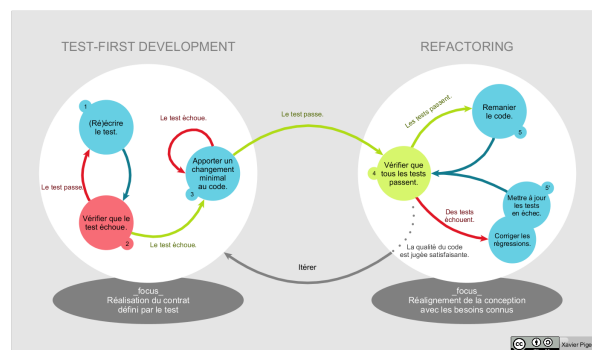 TEST-FIRST DEVELOPMENT
REFACTORING
1
(Ré)écrire
le test.
Le test échoue.
Le test passe.
Les tests passent.
Remanier
le code.
5
Apporter un
changement
minimal
au code.
3
4
Vérifier que
tous les tests
passent.
Le test passe.
Vérifier que le
test échoue.
2
Le test échoue.
5'
Mettre à jour
les tests
en échec.
Des tests
échouent.
Corriger les
régressions.
La qualité du code
est jugée satisfaisante.
Itérer
_focus_
Réalisation du contrat
défini par le test
_focus_
Réalignement de la conception
avec les besoins connus
cc
Xavier Pige